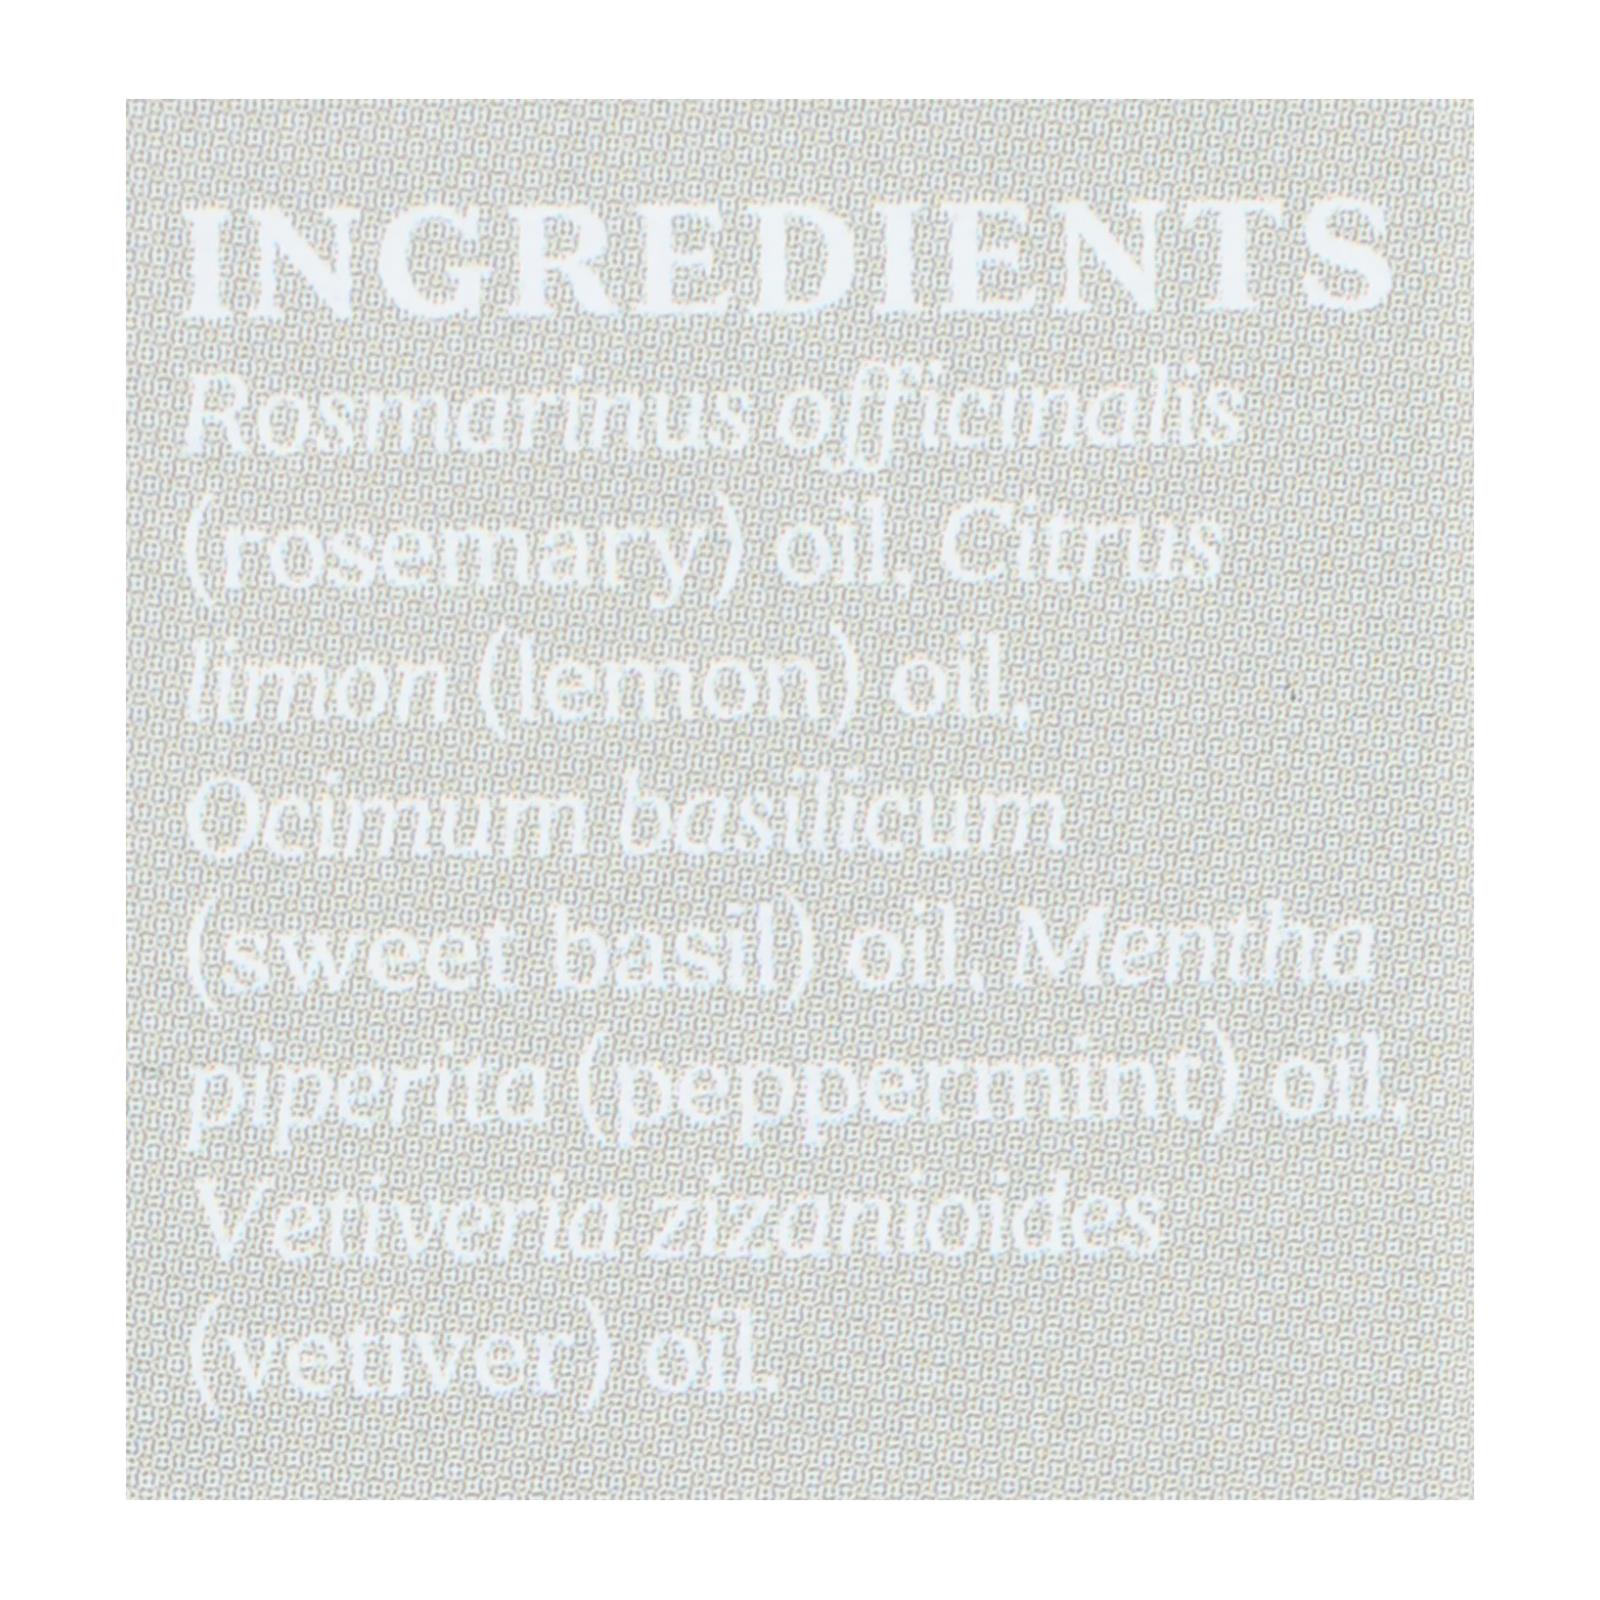 INGREDIENTS
Rosmarinus officinalis
(rosemary) oil, Citrus
limon (lemon) oil,
Ocimum basilicum
(sweet basil) oil, Mentha
piperita (peppermint) oil,
Vetiveria zizanioides
(vetiver) oil.